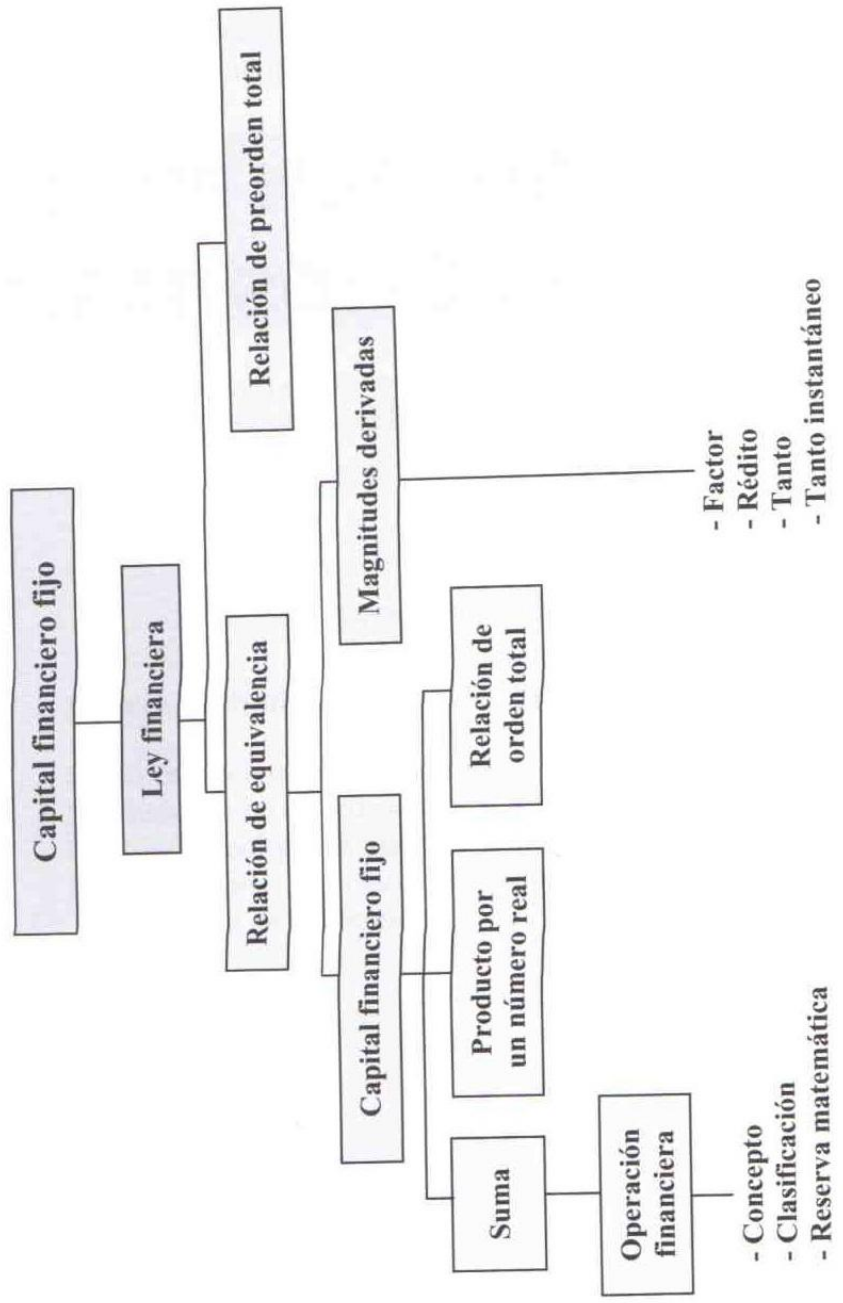 Capital financiero fijo
Ley financiera
Relación de equivalencia
Relación de preorden total
Capital financiero fijo
Magnitudes derivadas
Suma
Producto por
un número real
Relación de
orden total
Operación
financiera
- Concepto
- Clasificación
- Reserva matemática
- Factor
- Rédito
- Tanto
- Tanto instantáneo